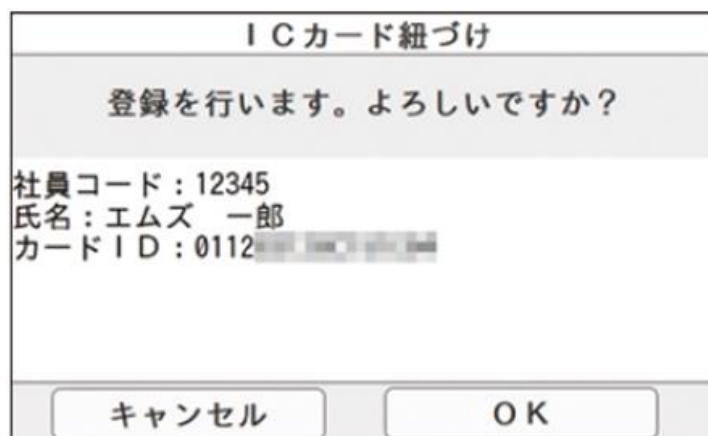 ＩＣカード紐づけ
登録を行います。よろしいですか？
社員コード：12345
氏名：エムズ　一郎
カードＩＤ：0112
キャンセル
ＯＫ